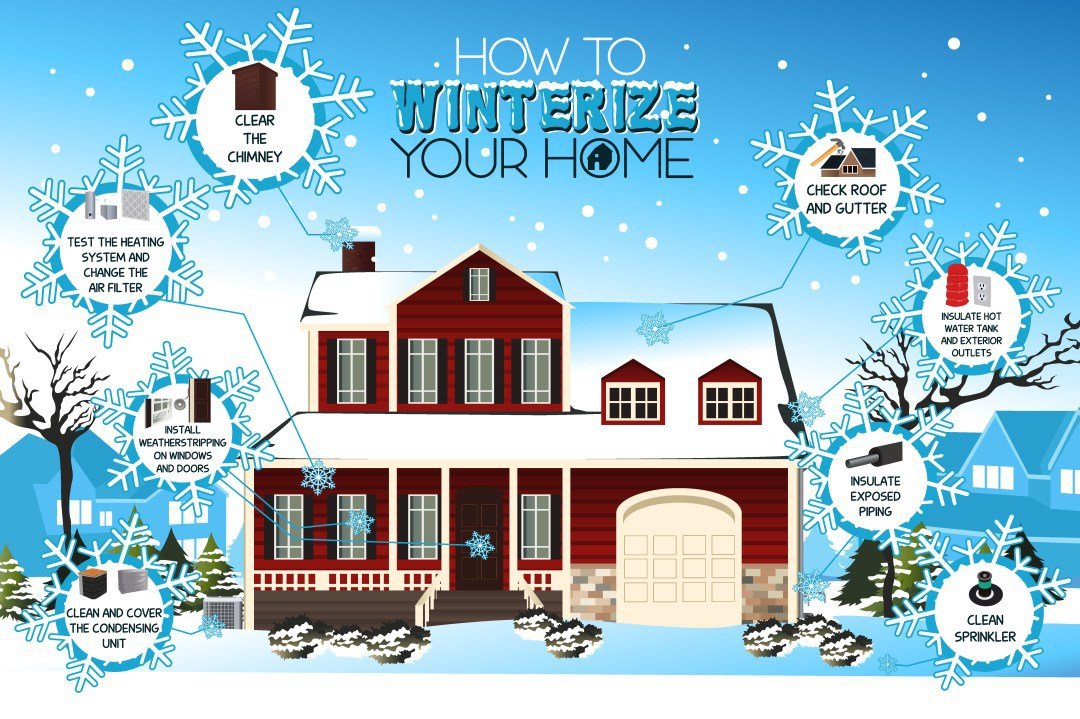 HOW TO
WINTERIZE
YOUR HOME
CLEAR
THE
CHIMNEY
TEST THE HEATING
SYSTEM AND
CHANGE THE
AIR FILTER
INSTALL
WEATHERSTRIPPING
ON WINDOWS
AND DOORS
CLEAN AND COVER
THE CONDENSING
UNIT
CHECK ROOF
AND GUTTER
INSULATE HOT
WATER TANK
AND EXTERIOR
OUTLETS
INSULATE
EXPOSED
PIPING
CLEAN
SPRINKLER